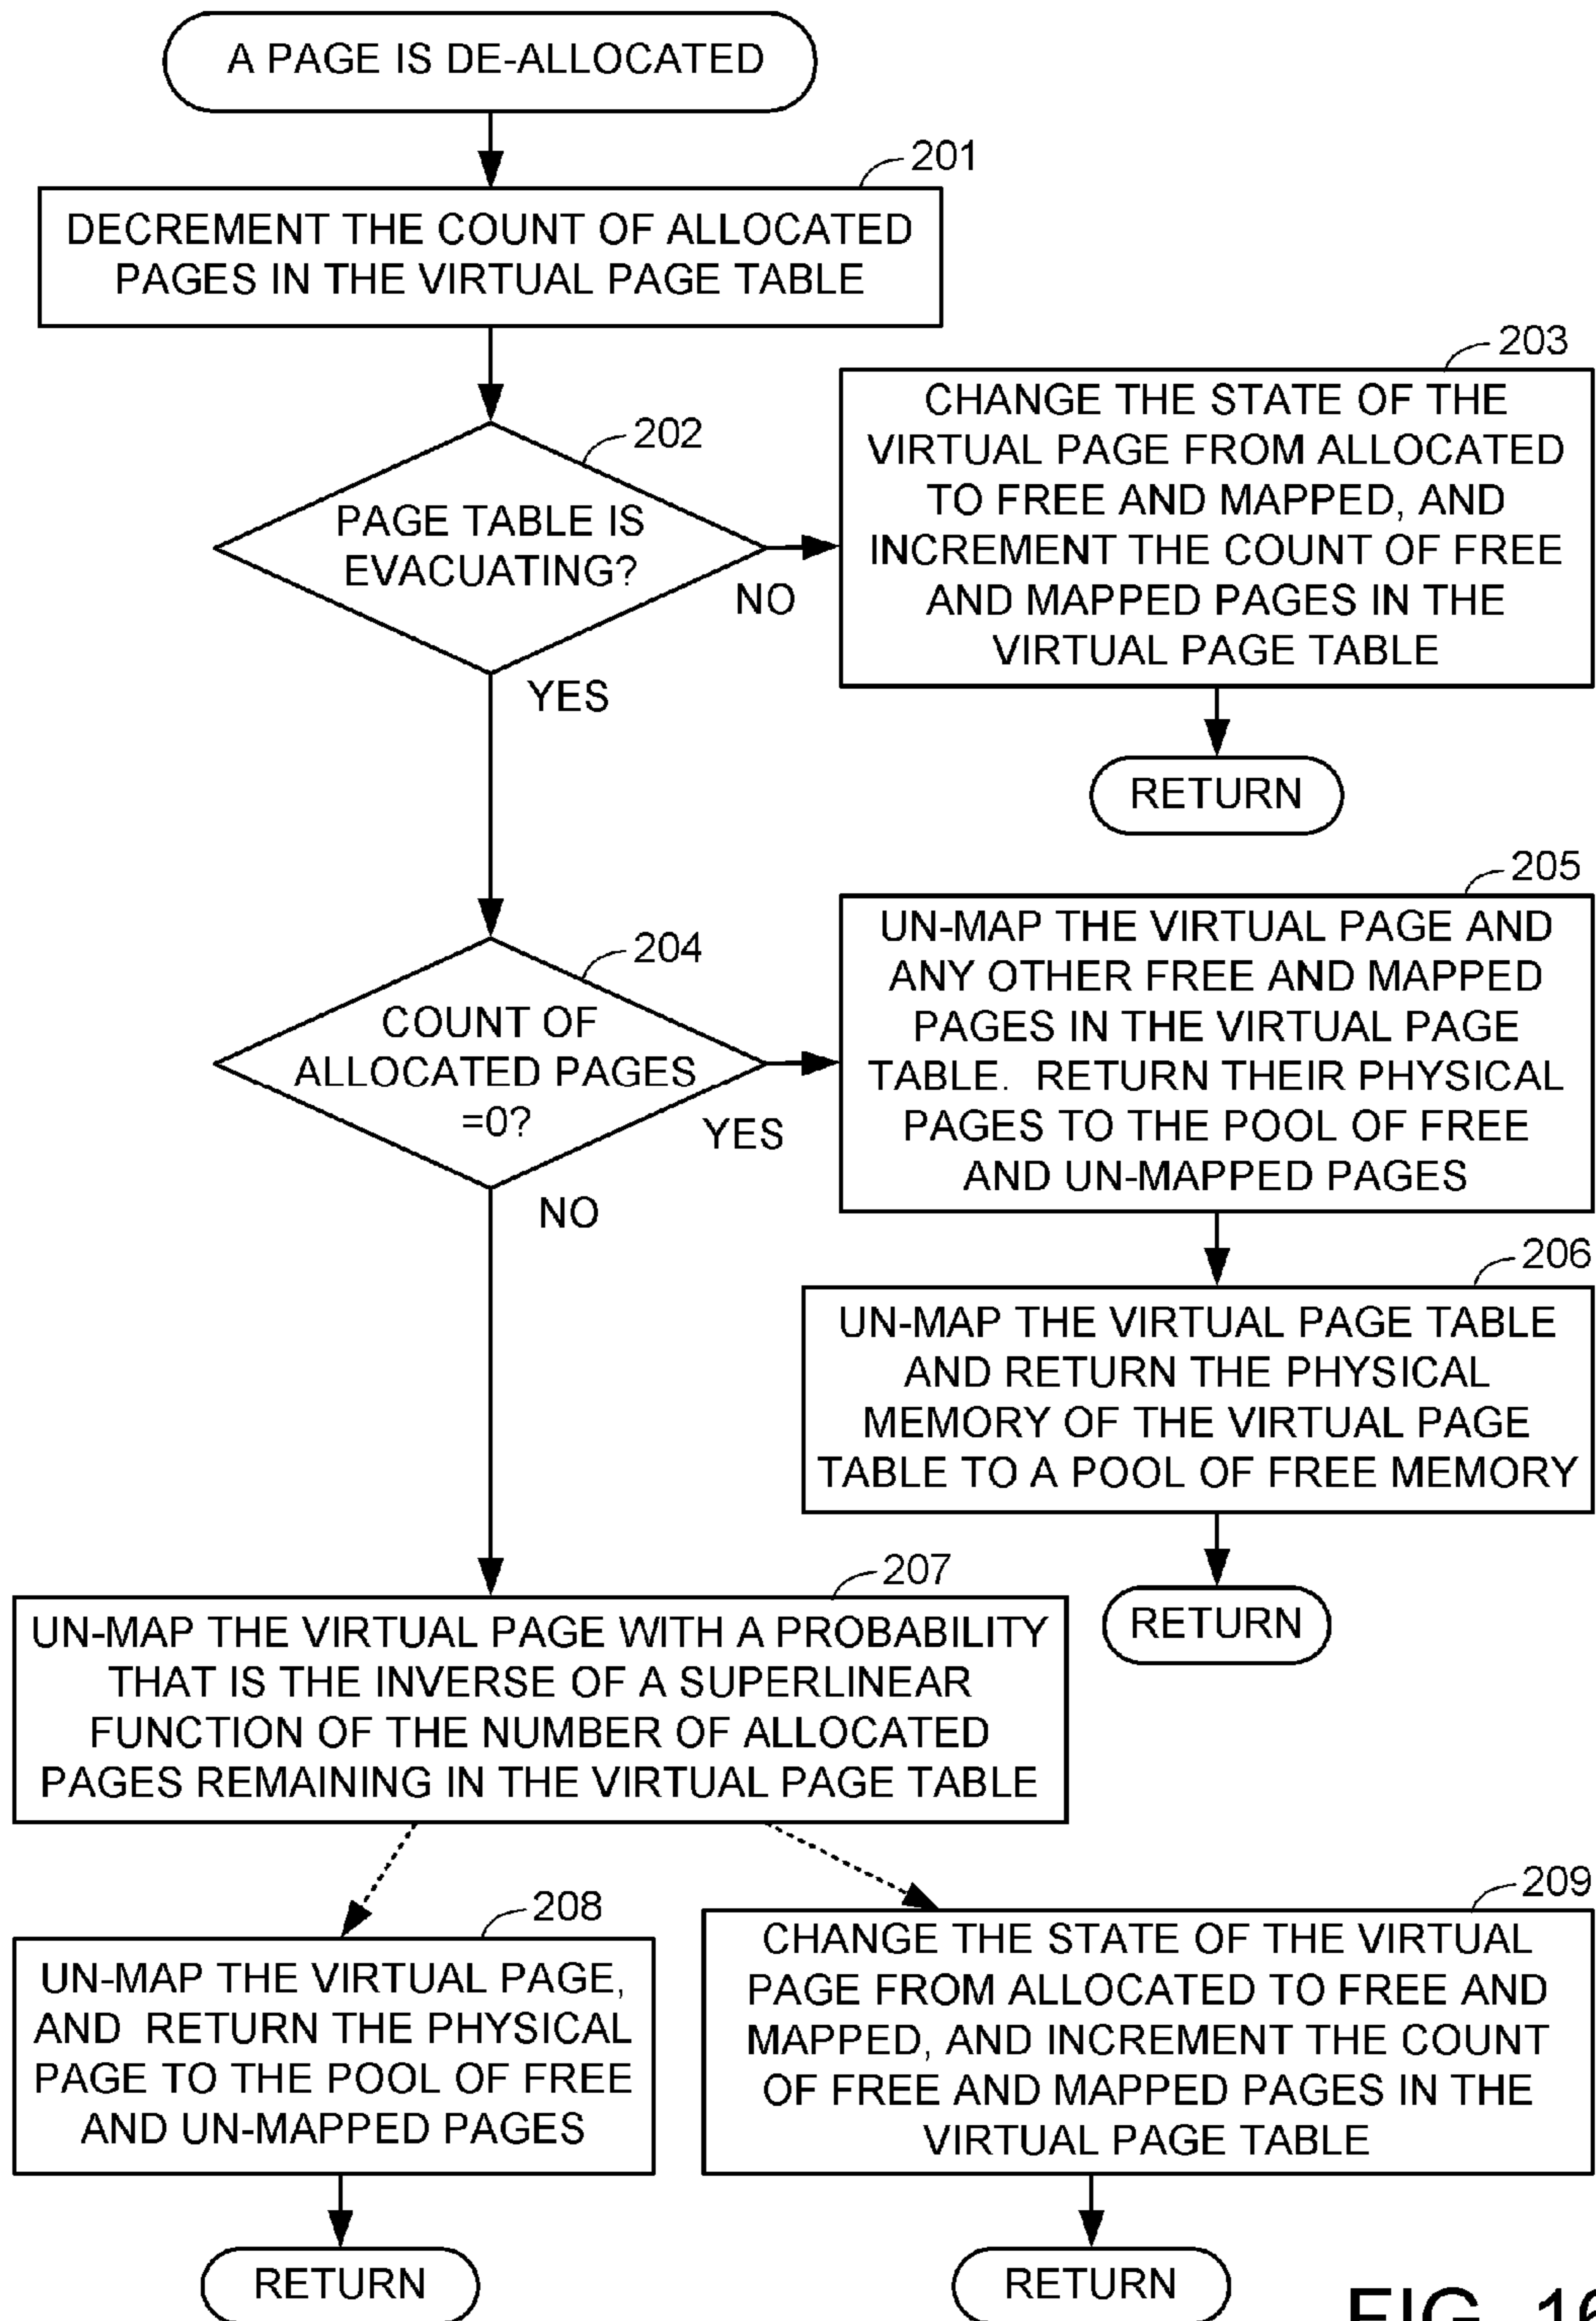 A PAGE IS DE-ALLOCATED
201
DECREMENT THE COUNT OF ALLOCATED
PAGES IN THE VIRTUAL PAGE TABLE
202
PAGE TABLE IS
EVACUATING?
NO
YES
203
CHANGE THE STATE OF THE
VIRTUAL PAGE FROM ALLOCATED
TO FREE AND MAPPED, AND
INCREMENT THE COUNT OF FREE
AND MAPPED PAGES IN THE
VIRTUAL PAGE TABLE
RETURN
204
COUNT OF
ALLOCATED PAGES
=0?
YES
NO
205
UN-MAP THE VIRTUAL PAGE AND
ANY OTHER FREE AND MAPPED
PAGES IN THE VIRTUAL PAGE
TABLE. RETURN THEIR PHYSICAL
PAGES TO THE POOL OF FREE
AND UN-MAPPED PAGES
206
UN-MAP THE VIRTUAL PAGE TABLE
AND RETURN THE PHYSICAL
MEMORY OF THE VIRTUAL PAGE
TABLE TO A POOL OF FREE MEMORY
RETURN
207
UN-MAP THE VIRTUAL PAGE WITH A PROBABILITY
THAT IS THE INVERSE OF A SUPERLINEAR
FUNCTION OF THE NUMBER OF ALLOCATED
PAGES REMAINING IN THE VIRTUAL PAGE TABLE
208
UN-MAP THE VIRTUAL PAGE,
AND RETURN THE PHYSICAL
PAGE TO THE POOL OF FREE
AND UN-MAPPED PAGES
RETURN
209
CHANGE THE STATE OF THE VIRTUAL
PAGE FROM ALLOCATED TO FREE AND
MAPPED, AND INCREMENT THE COUNT
OF FREE AND MAPPED PAGES IN THE
VIRTUAL PAGE TABLE
RETURN
FIG. 16